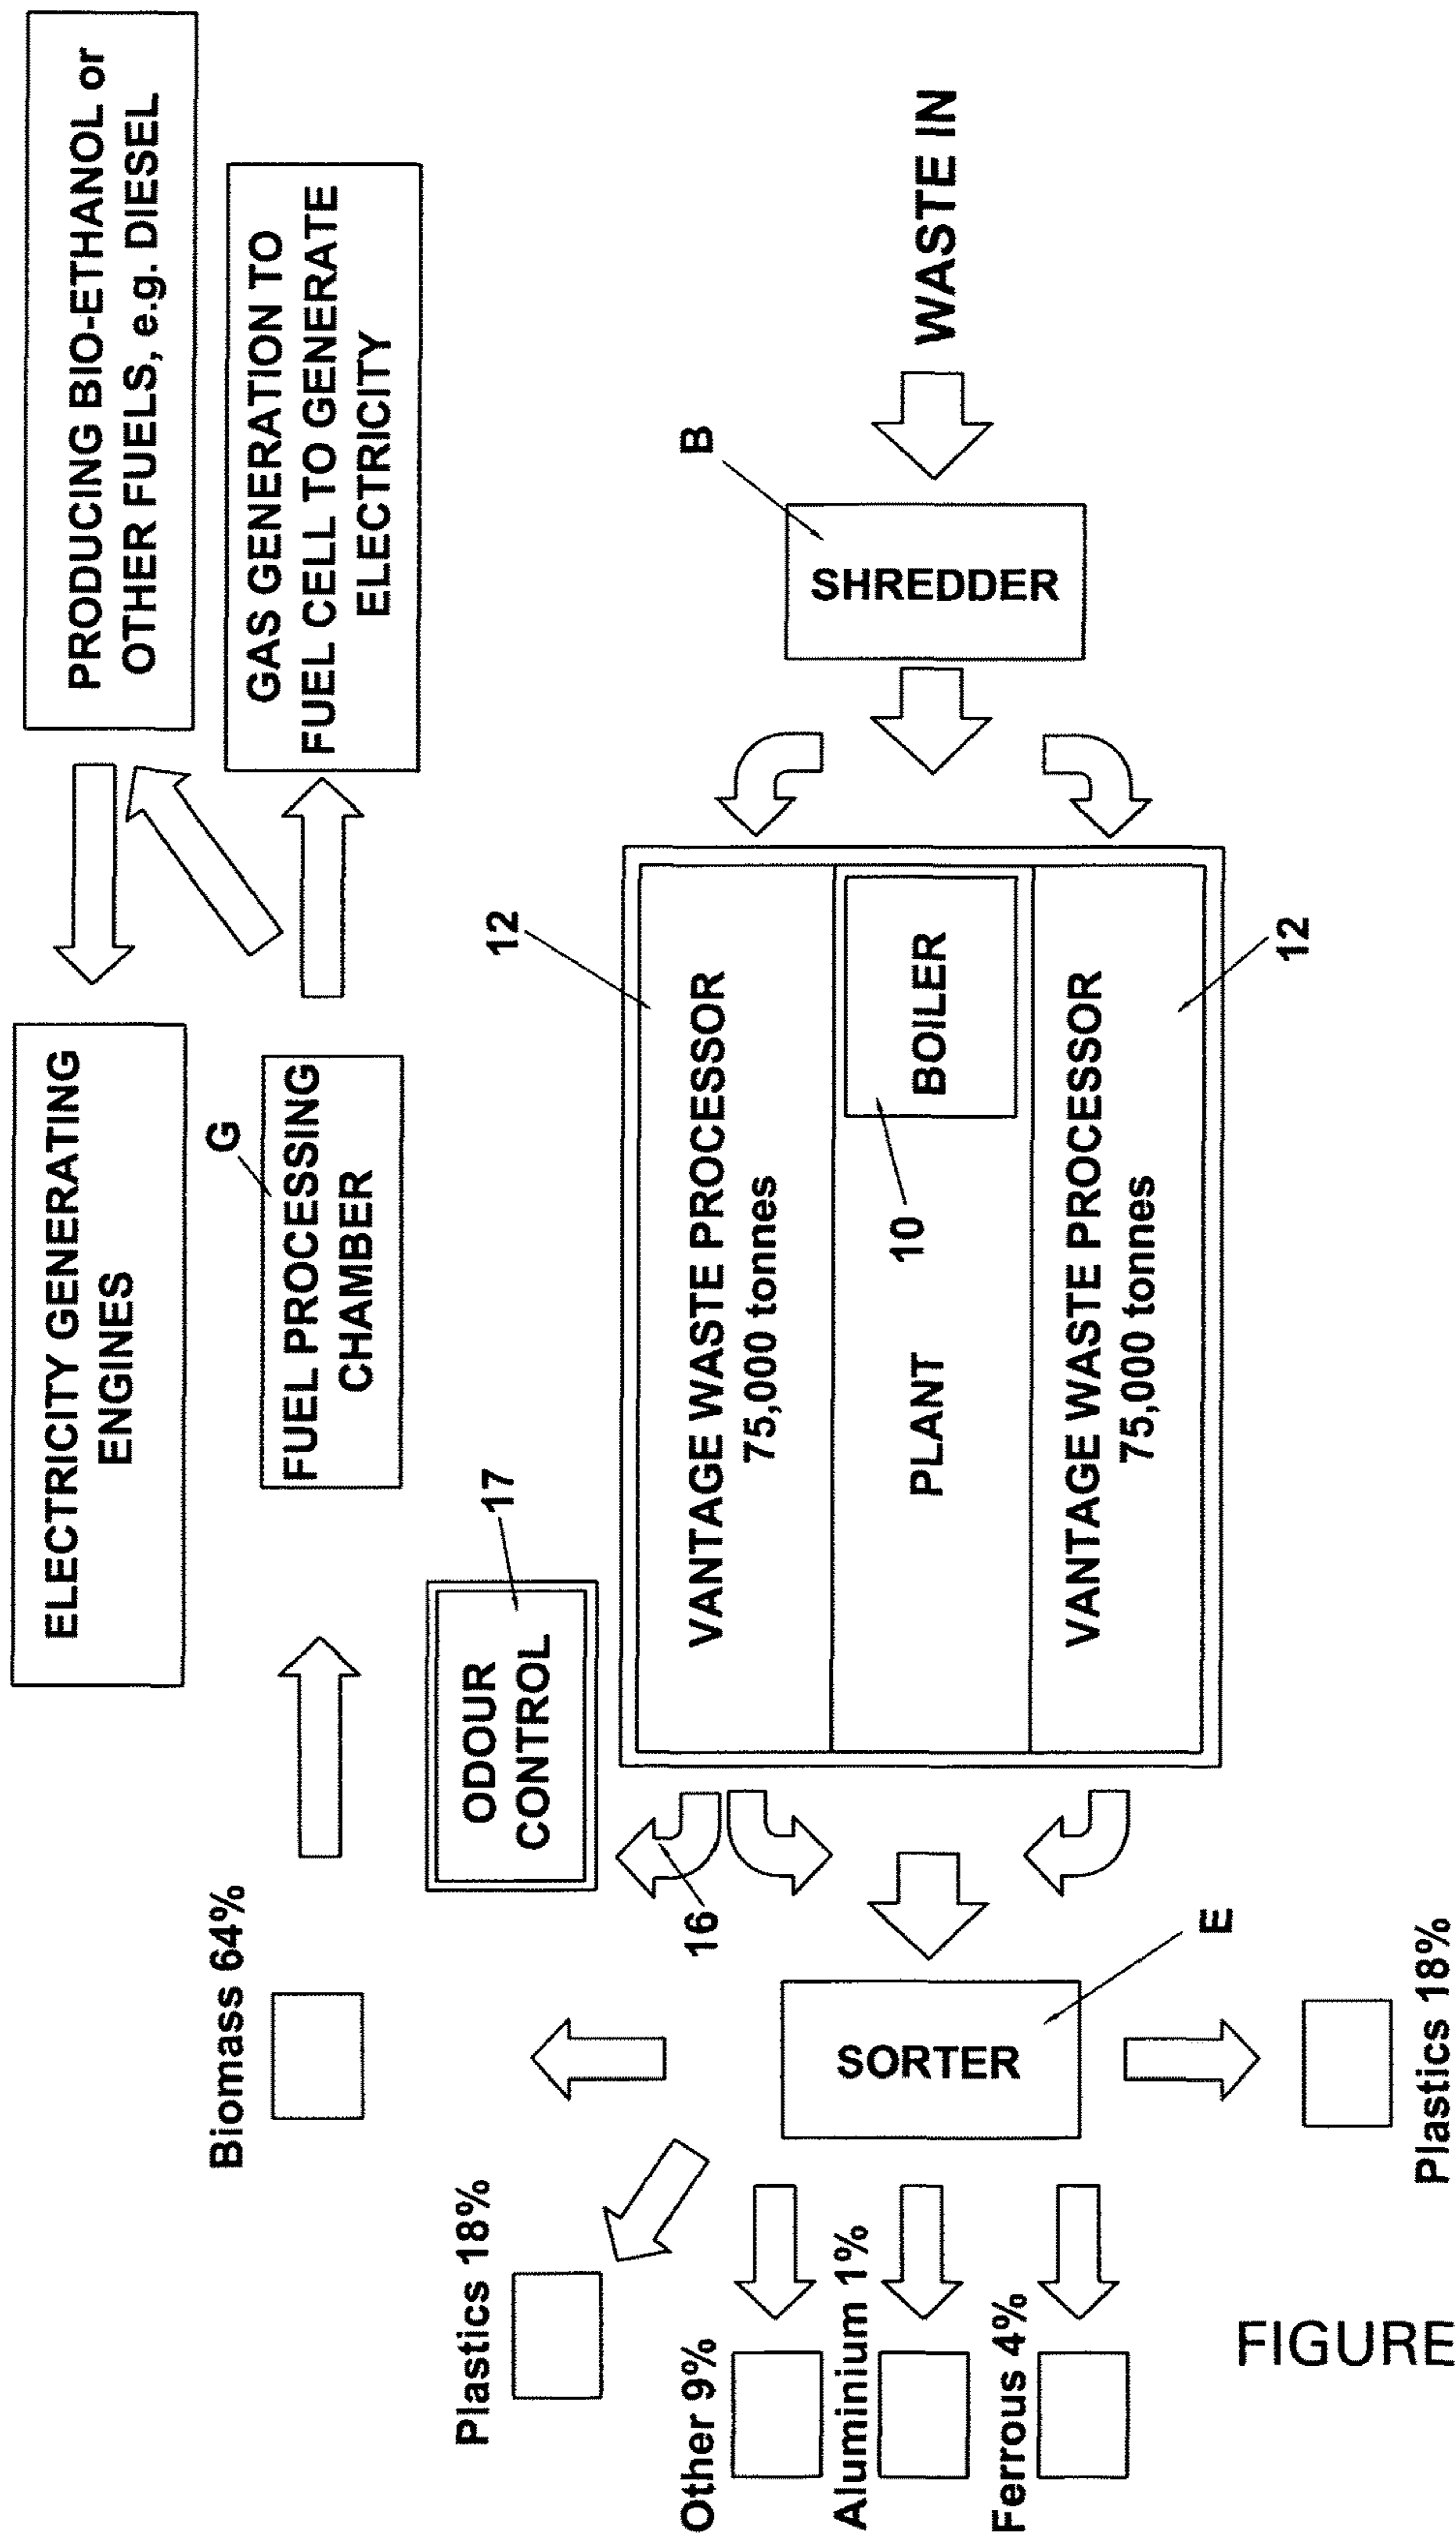 PRODUCING BIO-ETHANOL or
OTHER FUELS, e.g. DIESEL
GAS GENERATION TO
FUEL CELL TO GENERATE
ELECTRICITY
ELECTRICITY GENERATING
ENGINES
G
FUEL PROCESSING
CHAMBER
WASTE IN
B
SHREDDER
12
VANTAGE WASTE PROCESSOR
75,000 tonnes
BOILER
10
PLANT
VANTAGE WASTE PROCESSOR
75,000 tonnes
12
17
ODOUR
CONTROL
16
E
SORTER
Biomass 64%
Plastics 18%
Other 9%
Aluminium 1%
Ferrous 4%
Plastics 18%
FIGURE